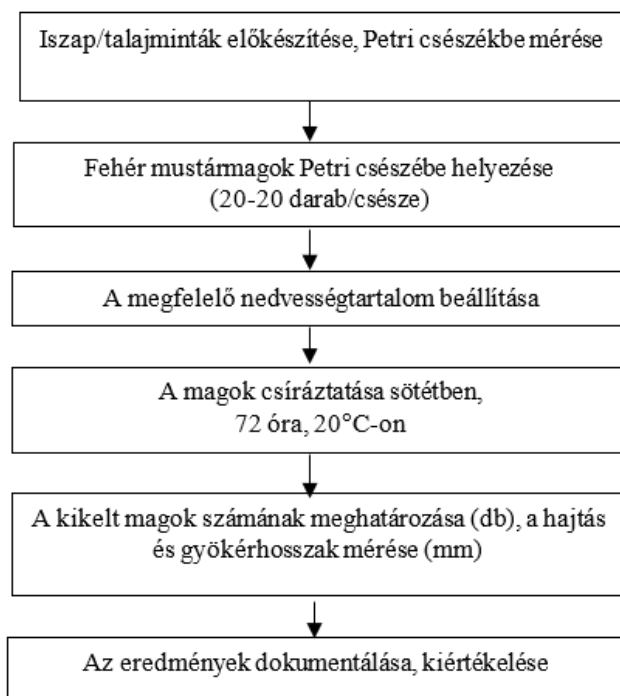 Iszap/talajminták előkészítése, Petri csészékbe mérése
Fehér mustármagok Petri csészébe helyezése
(20-20 darab/csésze)
A megfelelő nedvességtartalom beállítása
A magok csíráztatása sötétben,
72 óra, 20°C-on
A kikelt magok számának meghatározása (db), a hajtás
és gyökérhosszak mérése (mm)
Az eredmények dokumentálása, kiértékelése